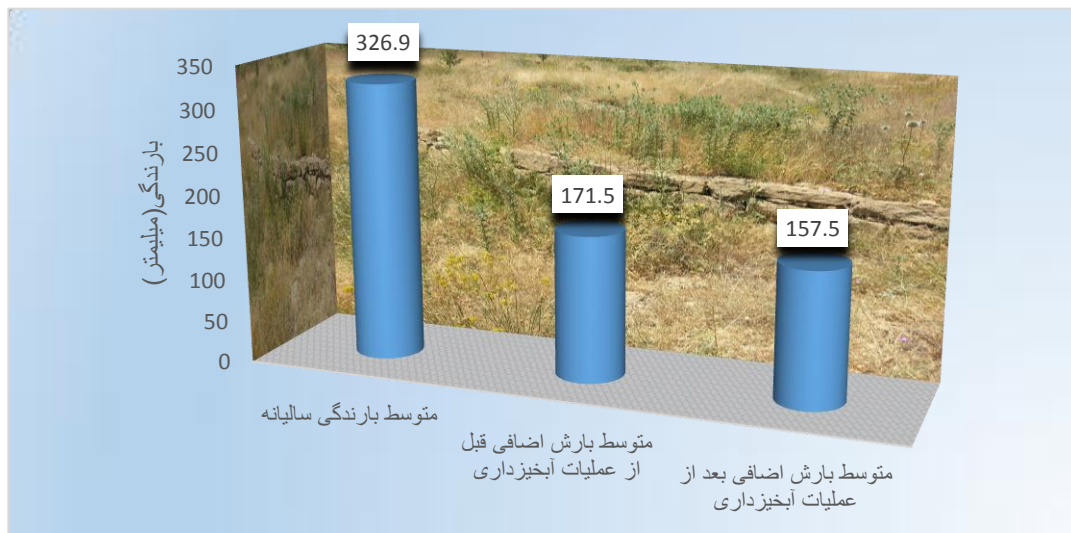 326.9
171.5
157.5
350
300
250
200
150
100
50
0
بارندگی(میلیمتر)
متوسط بارندگی سالیانه
متوسط بارش اضافی قبل
از عملیات آبخیزداری
متوسط بارش اضافی بعد از
عملیات آبخیزداری